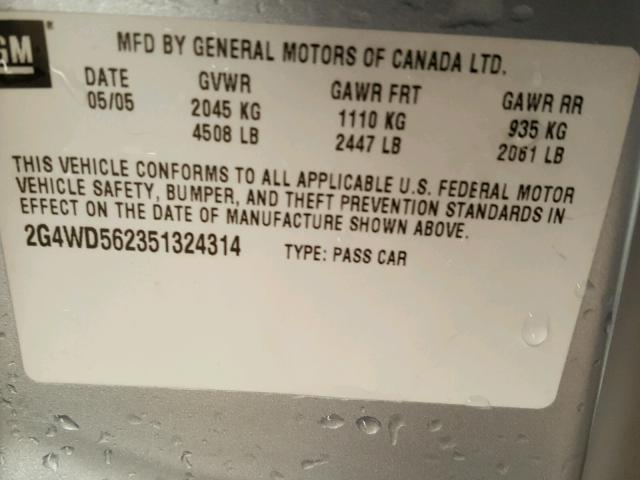 GM
®
MFD BY GENERAL MOTORS OF CANADA LTD.
DATE GVWR GAWR FRT GAWR RR
05/05 2045 KG 1110 KG 935 KG
4508 LB 2447 LB 2061 LB
THIS VEHICLE CONFORMS TO ALL APPLICABLE U.S. FEDERAL MOTOR
VEHICLE SAFETY, BUMPER, AND THEFT PREVENTION STANDARDS IN
EFFECT ON THE DATE OF MANUFACTURE SHOWN ABOVE.
2G4WD562351324314 TYPE: PASS CAR